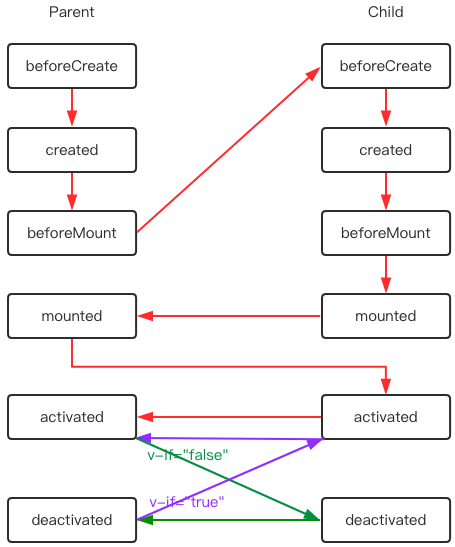 Parent Child
beforeCreate beforeCreate
created created
beforeMount beforeMount
mounted mounted
activated activated
v-if="false"
v-if="true"
deactivated deactivated